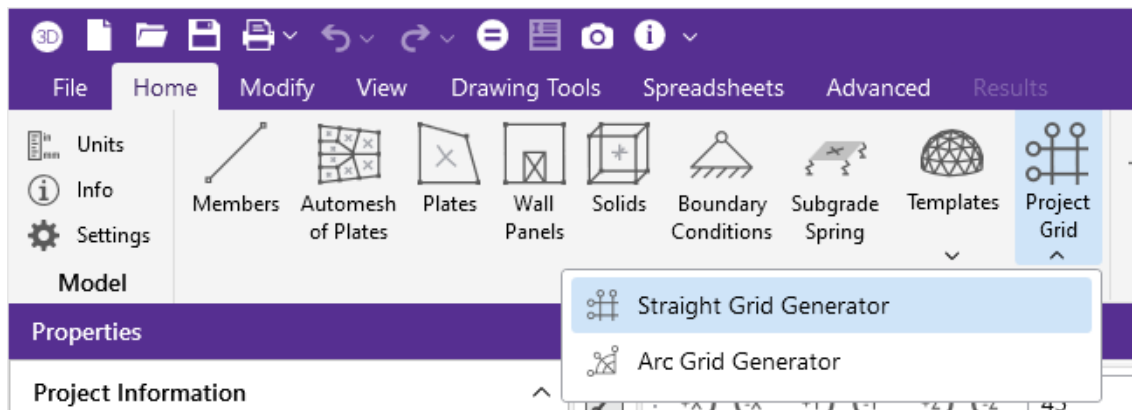 3D
File Home Modify View Drawing Tools Spreadsheets Advanced Results
Units
Info
Settings
Model
Members
Automesh
of Plates
Plates
Wall
Panels
Solids
Boundary
Conditions
Subgrade
Spring
Templates
Project
Grid
Straight Grid Generator
Arc Grid Generator
Properties
Project Information